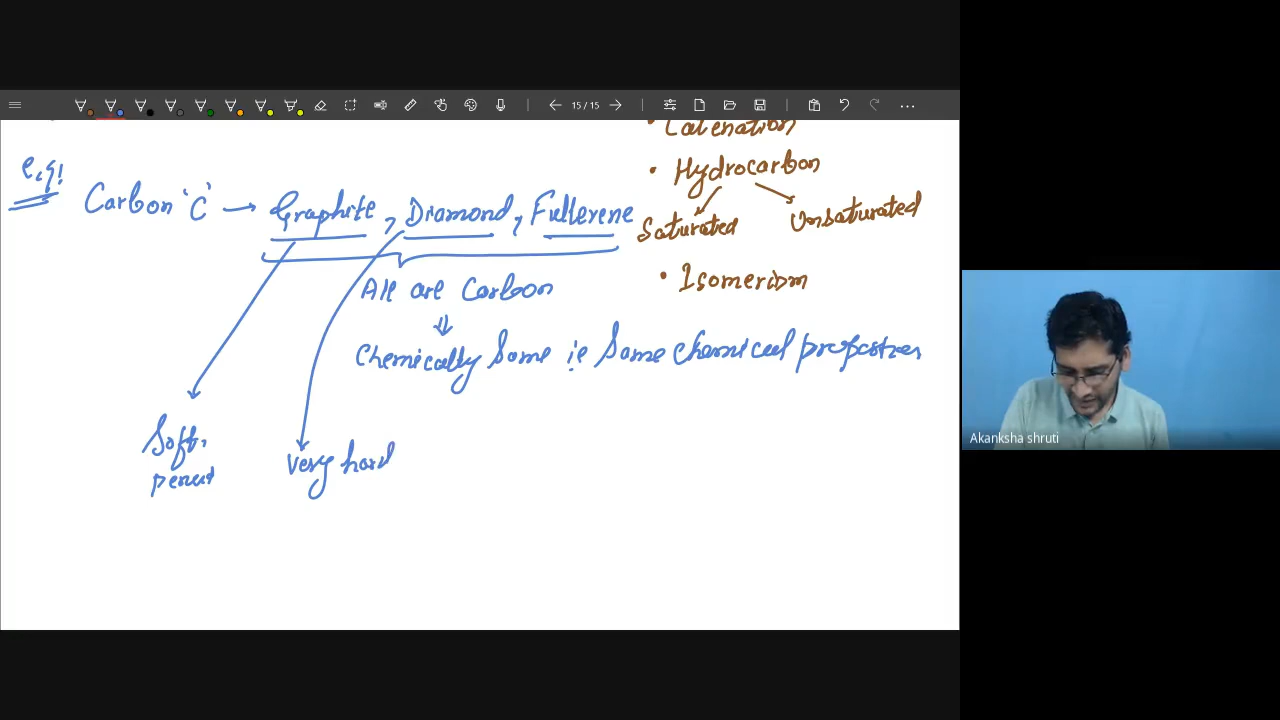 15 / 15
Catenation
e.g!
• Hydrocarbon
Carbon 'C' → Graphite, Diamond, Fullerene
Saturated Unsaturated
All are Carbon
• Isomerism
⇓
Chemically Same ie Same chemical properties
Soft, Very hard
pencil
Akanksha shruti